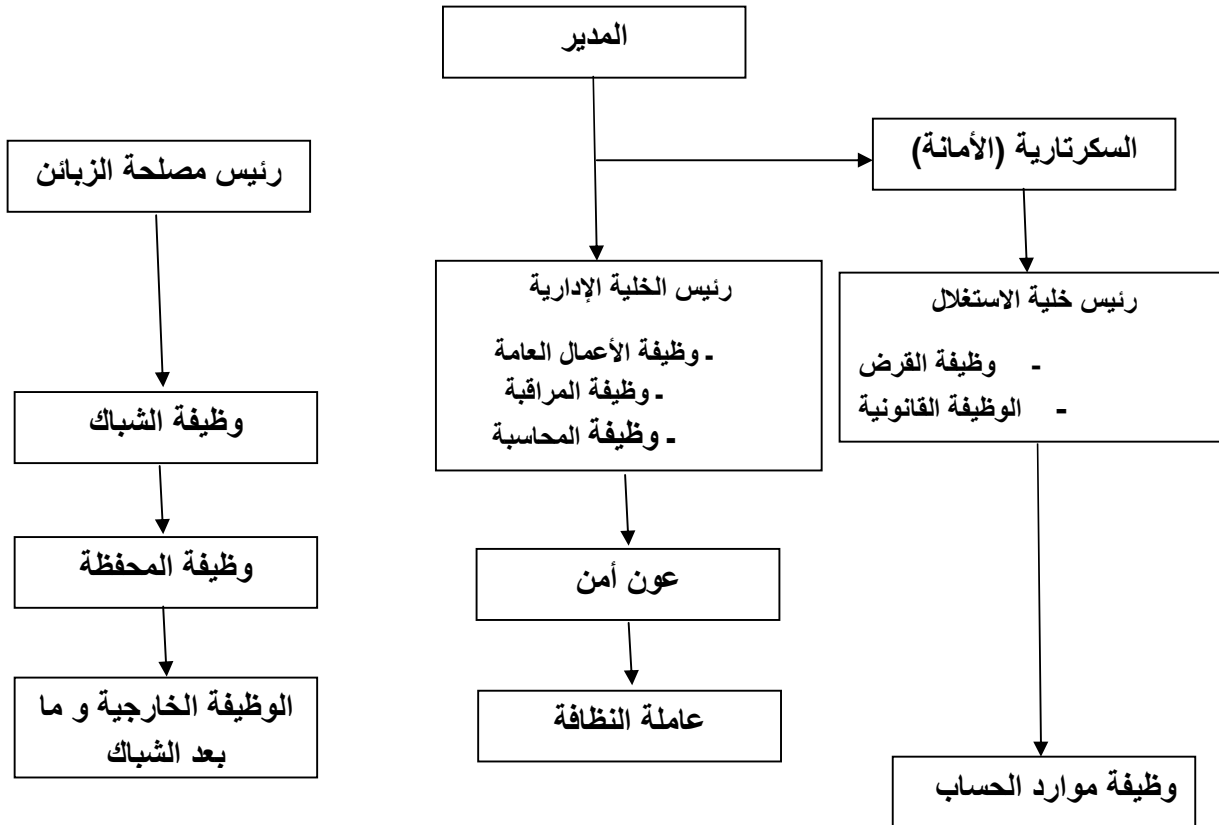 المدير
السكرتارية (الأمانة)
رئيس مصلحة الزبائن
رئيس خلية الاستغلال
- وظيفة القرض
- الوظيفة القانونية
رئيس الخلية الإدارية
- وظيفة الأعمال العامة
- وظيفة المراقبة
- وظيفة المحاسبة
وظيفة الشباك
عون أمن
وظيفة المحفظة
عاملة النظافة
الوظيفة الخارجية و ما
بعد الشباك
وظيفة موارد الحساب